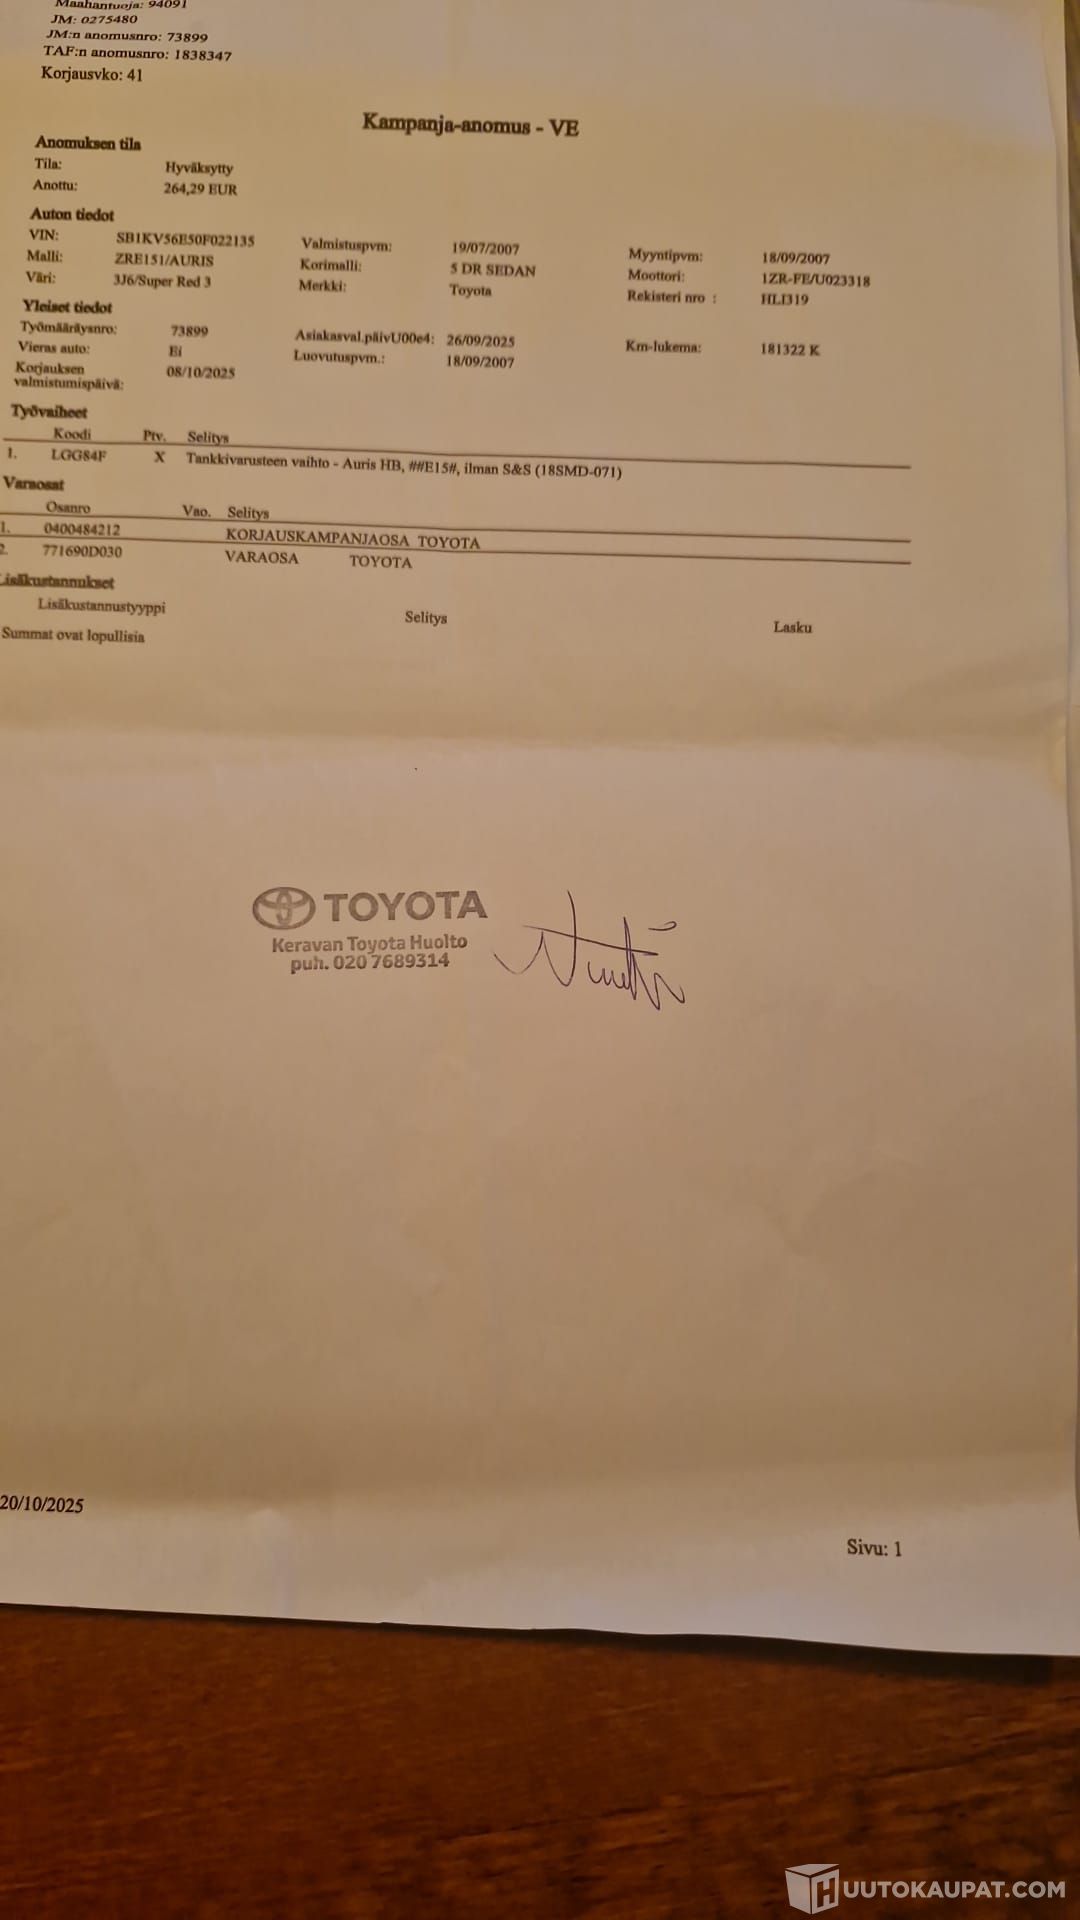 Maahantuoja: 94091
JM: 0275480
JM:n anomusnro: 73899
TAF:n anomusnro: 1838347
Korjausvko: 41
Kampanja-anomus - VE
Anomuksen tila
Tila: Hyväksytty
Anottu: 264,29 EUR
Auton tiedot
VIN: SB1KV56E50F022135 Valmistuspvm: 19/07/2007 Myyntipvm: 18/09/2007
Malli: ZRE151/AURIS Korimalli: 5 DR SEDAN Moottori: 1ZR-FE/U023318
Väri: 3J6/Super Red 3 Merkki: Toyota Rekisteri nro : HLI319
Yleiset tiedot
Työmääräysnro: 73899 Asiakasval.päivU00e4: 26/09/2025 Km-lukema: 181322 K
Vieras auto: Ei Luovutuspvm.: 18/09/2007
Korjauksen
valmistumispäivä: 08/10/2025
Työvaiheet
Koodi Ptv. Selitys
1. LGG84F X Tankkivarusteen vaihto - Auris HB, ##E15#, ilman S&S (18SMD-071)
Varaosat
Osanro Vao. Selitys
1. 0400484212 KORJAUSKAMPANJAOSA TOYOTA
2. 771690D030 VARAOSA TOYOTA
Lisäkustannukset
Lisäkustannustyyppi Selitys Lasku
Summat ovat lopullisia
TOYOTA
Keravan Toyota Huolto
puh. 020 7689314
20/10/2025
Sivu: 1
HUUTOKAUPAT.COM